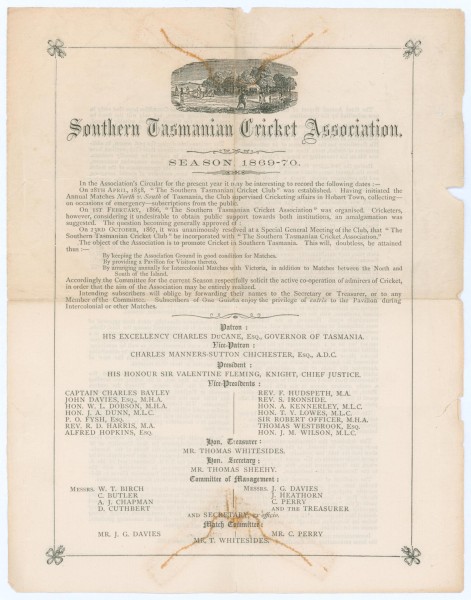 Southern Tasmanian Cricket Association.
SEASON 1869-70.
In the Association's Circular for the present year it may be interesting to record the following dates :—
On 28TH APRIL, 1858, "The Southern Tasmanian Cricket Club" was established. Having initiated the
Annual Matches North v. South of Tasmania, the Club supervised Cricketing affairs in Hobart Town, collecting—
on occasions of emergency—subscriptions from the public.
On 1ST FEBRUARY, 1866, "The Southern Tasmanian Cricket Association" was organised. Cricketers,
however, considering it undesirable to obtain public support towards both institutions, an amalgamation was
suggested. The question becoming generally approved of—
On 23RD OCTOBER, 1867, it was unanimously resolved at a Special General Meeting of the Club, that "The
Southern Tasmanian Cricket Club" be incorporated with "The Southern Tasmanian Cricket Association."
The object of the Association is to promote Cricket in Southern Tasmania. This will, doubtless, be attained
thus :—
By keeping the Association Ground in good condition for Matches.
By providing a Pavilion for Visitors thereto.
By arranging annually for Intercolonial Matches with Victoria, in addition to Matches between the North and
South of the Island.
Accordingly the Committee for the current Season respectfully solicit the active co-operation of admirers of Cricket,
in order that the aim of the Association may be entirely realized.
Intending subscribers will oblige by forwarding their names to the Secretary or Treasurer, or to any
Member of the Committee. Subscribers of One Guinea enjoy the privilege of entrée to the Pavilion during
Intercolonial or other Matches.
Patron :
HIS EXCELLENCY CHARLES DUCANE, ESQ., GOVERNOR OF TASMANIA.
Vice-Patron :
CHARLES MANNERS-SUTTON CHICHESTER, ESQ., A.D.C.
President :
HIS HONOUR SIR VALENTINE FLEMING, KNIGHT, CHIEF JUSTICE.
Vice-Presidents :
CAPTAIN CHARLES BAYLEY
JOHN DAVIES, ESQ., M.H.A.
HON. W. L. DOBSON, M.H.A.
HON. J. A. DUNN, M.L.C.
P. O. FYSH, ESQ.
REV. R. D. HARRIS, M.A.
ALFRED HOPKINS, ESQ.
REV. F. HUDSPETH, M.A.
REV. S. IRONSIDE.
HON. A. KENNERLEY, M.L.C.
HON. T. Y. LOWES, M.L.C.
SIR ROBERT OFFICER, M.H.A.
THOMAS WESTBROOK, ESQ.
HON. J. M. WILSON, M.L.C.
Hon. Treasurer :
MR. THOMAS WHITESIDES.
Hon. Secretary :
MR. THOMAS SHEEHY.
Committee of Management :
MESSRS. W. T. BIRCH
C. BUTLER
A. J. CHAPMAN
D. CUTHBERT
MESSRS. J. G. DAVIES
J. HEATHORN
C. PERRY
AND THE TREASURER
AND SECRETARY, ex officio.
Match Committee :
MR. J. G. DAVIES
MR. C. PERRY
MR. T. WHITESIDES.